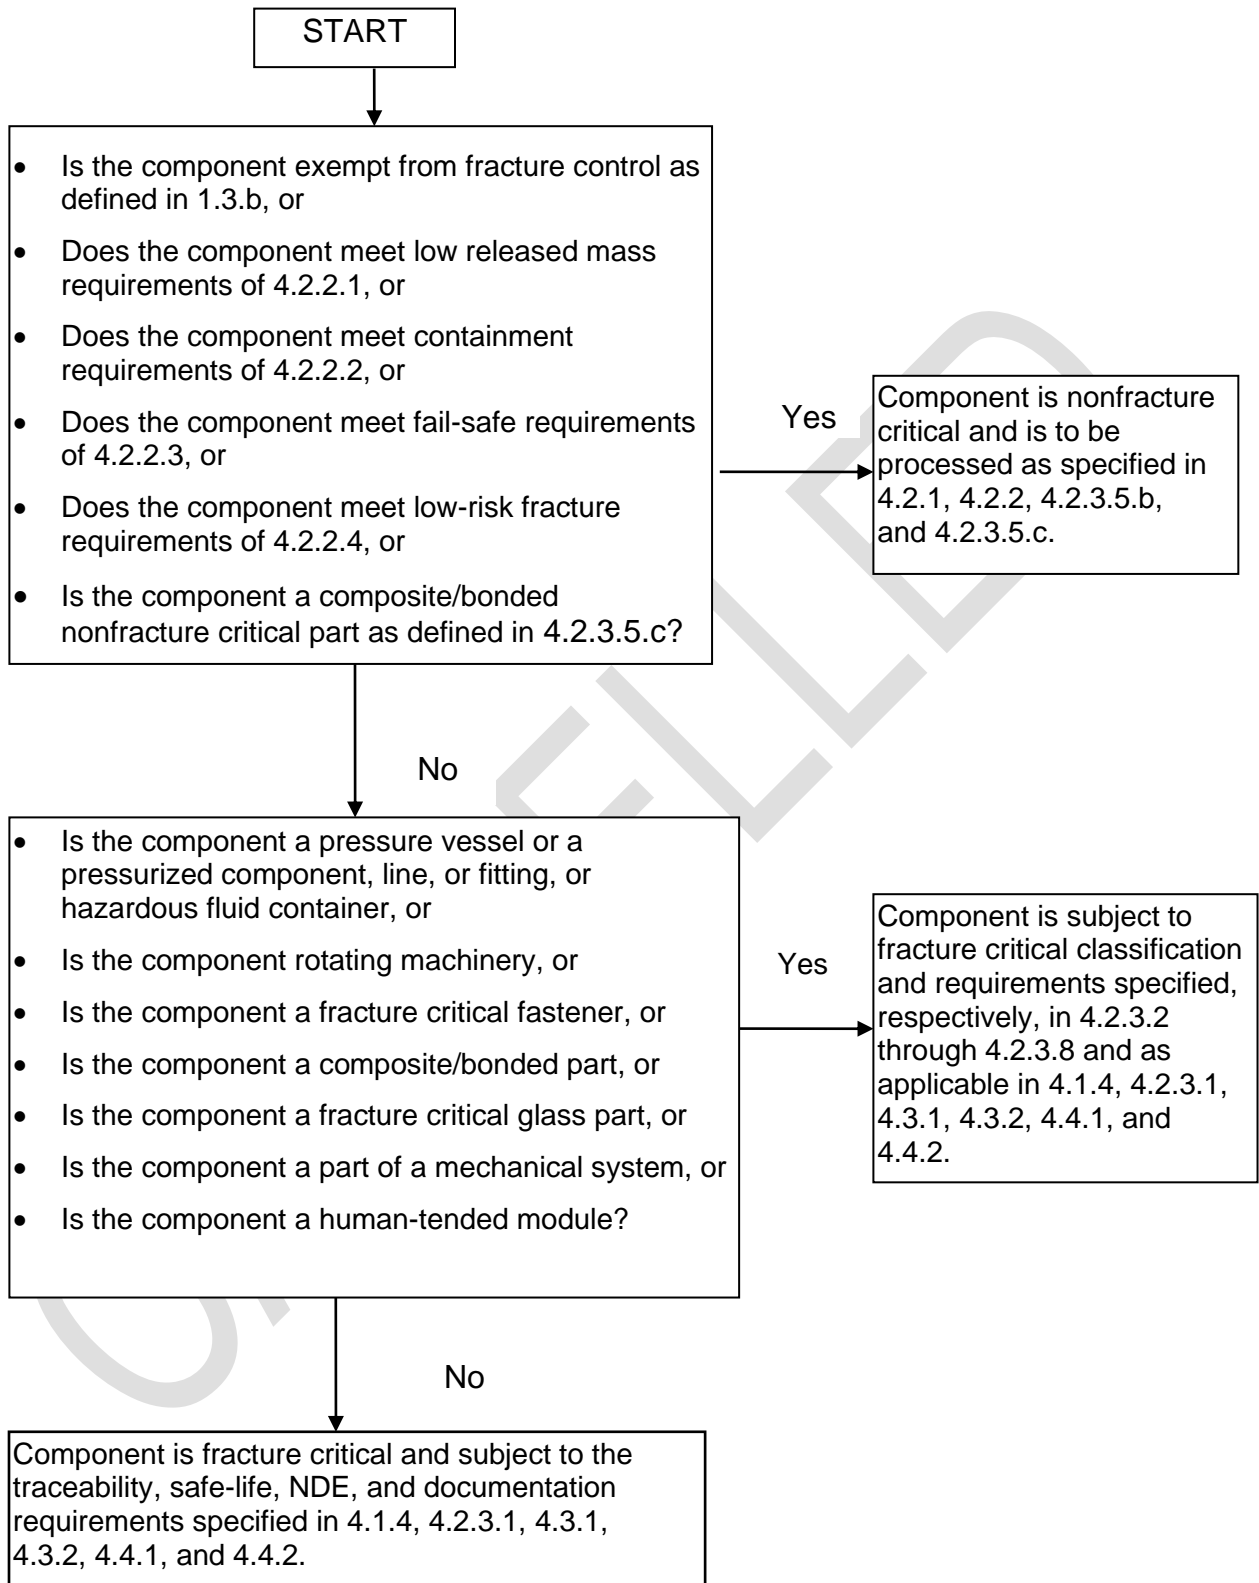 START
• Is the component exempt from fracture control as
defined in 1.3.b, or
• Does the component meet low released mass
requirements of 4.2.2.1, or
• Does the component meet containment
requirements of 4.2.2.2, or
• Does the component meet fail-safe requirements
of 4.2.2.3, or
• Does the component meet low-risk fracture
requirements of 4.2.2.4, or
• Is the component a composite/bonded
nonfracture critical part as defined in 4.2.3.5.c?
Yes
Component is nonfracture
critical and is to be
processed as specified in
4.2.1, 4.2.2, 4.2.3.5.b,
and 4.2.3.5.c.
No
• Is the component a pressure vessel or a
pressurized component, line, or fitting, or
hazardous fluid container, or
• Is the component rotating machinery, or
• Is the component a fracture critical fastener, or
• Is the component a composite/bonded part, or
• Is the component a fracture critical glass part, or
• Is the component a part of a mechanical system, or
• Is the component a human-tended module?
Yes
Component is subject to
fracture critical classification
and requirements specified,
respectively, in 4.2.3.2
through 4.2.3.8 and as
applicable in 4.1.4, 4.2.3.1,
4.3.1, 4.3.2, 4.4.1, and
4.4.2.
No
Component is fracture critical and subject to the
traceability, safe-life, NDE, and documentation
requirements specified in 4.1.4, 4.2.3.1, 4.3.1,
4.3.2, 4.4.1, and 4.4.2.